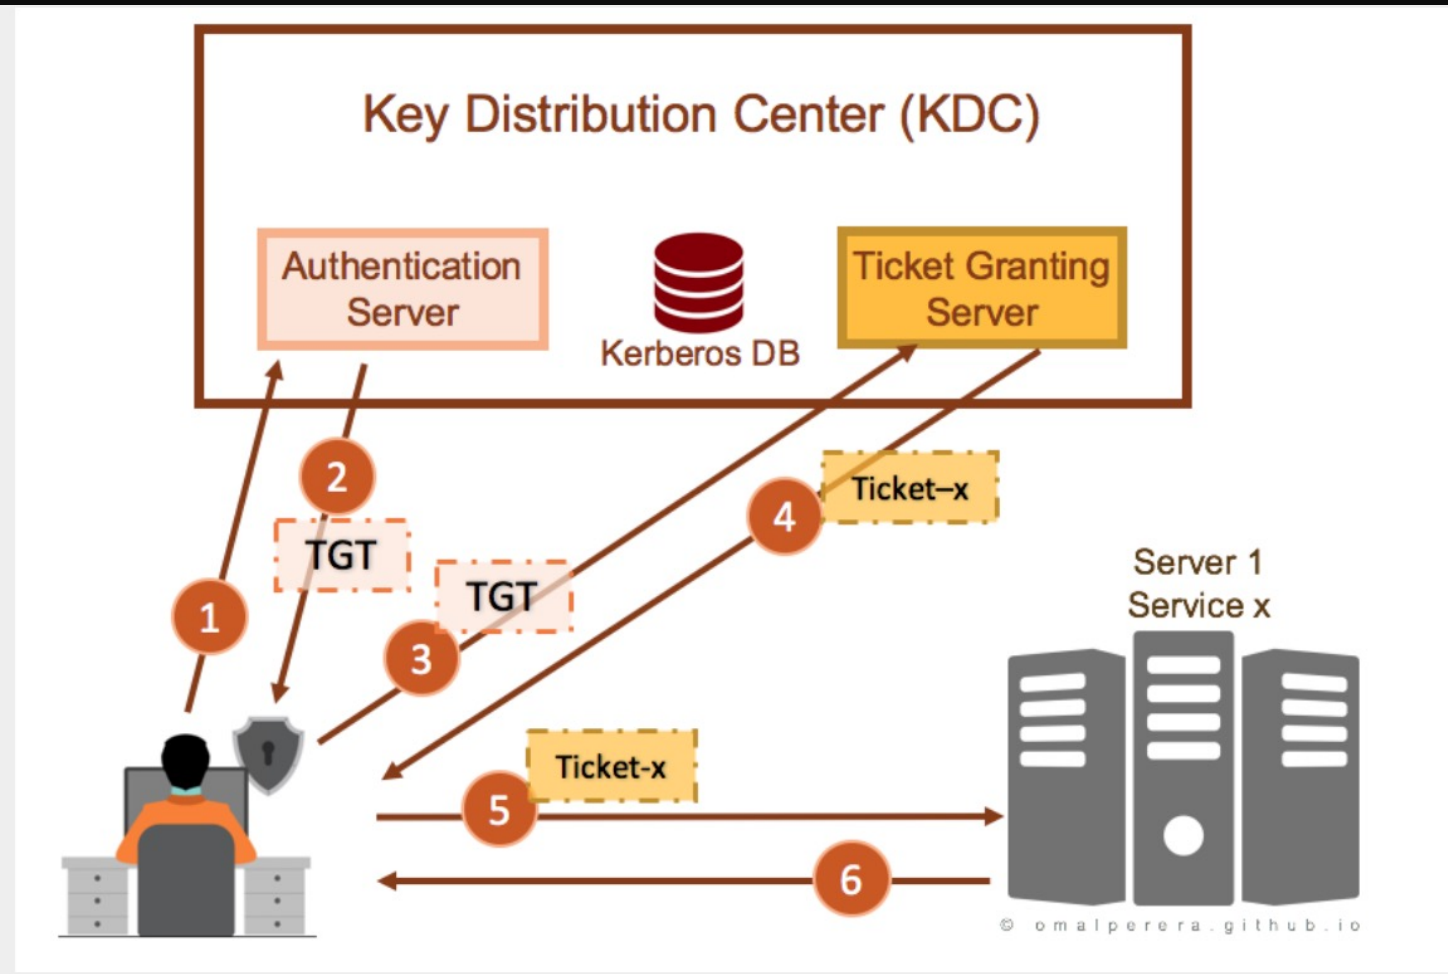 Key Distribution Center (KDC)
Authentication
Server
Kerberos DB
Ticket Granting
Server
2
TGT
1
3
TGT
4
Ticket–x
Server 1
Service x
5
Ticket-x
6
© omalperera.github.io